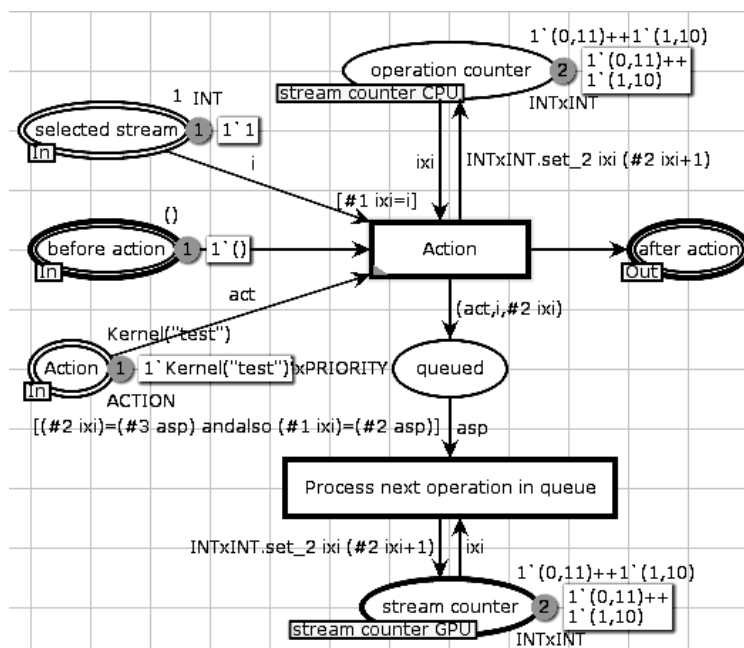 1`(0,11)++1`(1,10)
operation counter
2
1`(0,11)++
1`(1,10)
stream counter CPU
INTxINT
1 INT
selected stream
1
1`1
In
i
ixi
INTxINT.set_2 ixi (#2 ixi+1)
[#1 ixi=i]
()
before action
1
1`()
In
Action
after action
Out
act
(act,i,#2 ixi)
Kernel("test")
Action
1
1`Kernel("test")
xPRIORITY
queued
In
ACTION
[(#2 ixi)=(#3 asp) andalso (#1 ixi)=(#2 asp)]
asp
Process next operation in queue
INTxINT.set_2 ixi (#2 ixi+1)
ixi
1`(0,11)++1`(1,10)
stream counter
2
1`(0,11)++
1`(1,10)
stream counter GPU
INTxINT